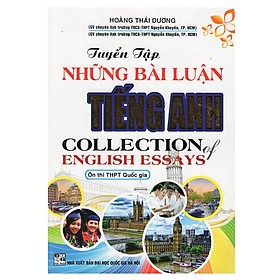 HOÀNG THÁI DƯƠNG
(GV chuyên Anh trường THCS-THPT Nguyễn Khuyến, TP. HCM)
(GV chuyên Anh trường THCS-THPT Nguyễn Khuyến, TP. HCM)
Tuyển Tập
NHỮNG BÀI LUẬN
TIẾNG ANH
COLLECTION of
ENGLISH ESSAYS
Ôn thi THPT Quốc gia
NHÀ XUẤT BẢN ĐẠI HỌC QUỐC GIA HÀ NỘI